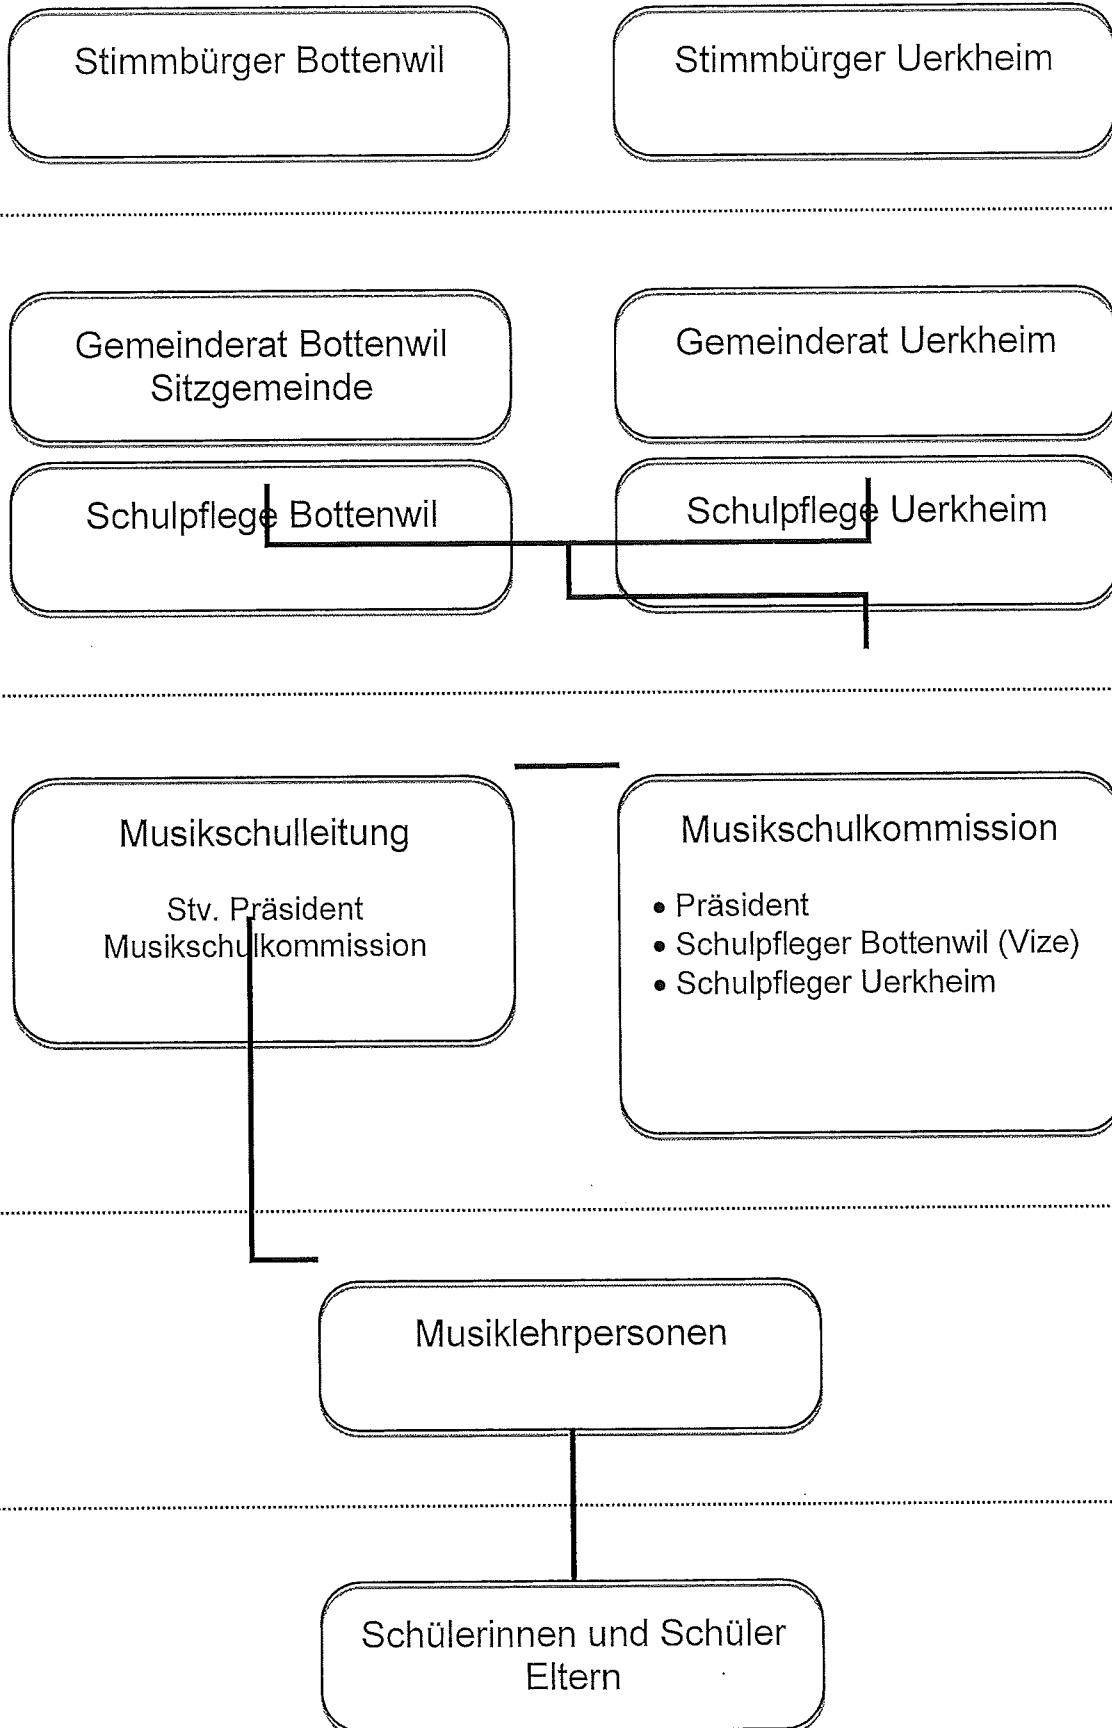 Stimmbürger Bottenwil
Stimmbürger Uerkheim
Gemeinderat Bottenwil
Sitzgemeinde
Gemeinderat Uerkheim
Schulpflege Bottenwil
Schulpflege Uerkheim
Musikschulleitung
Stv. Präsident
Musikschulkommission
Musikschulkommission
• Präsident
• Schulpfleger Bottenwil (Vize)
• Schulpfleger Uerkheim
Musiklehrpersonen
Schülerinnen und Schüler
Eltern